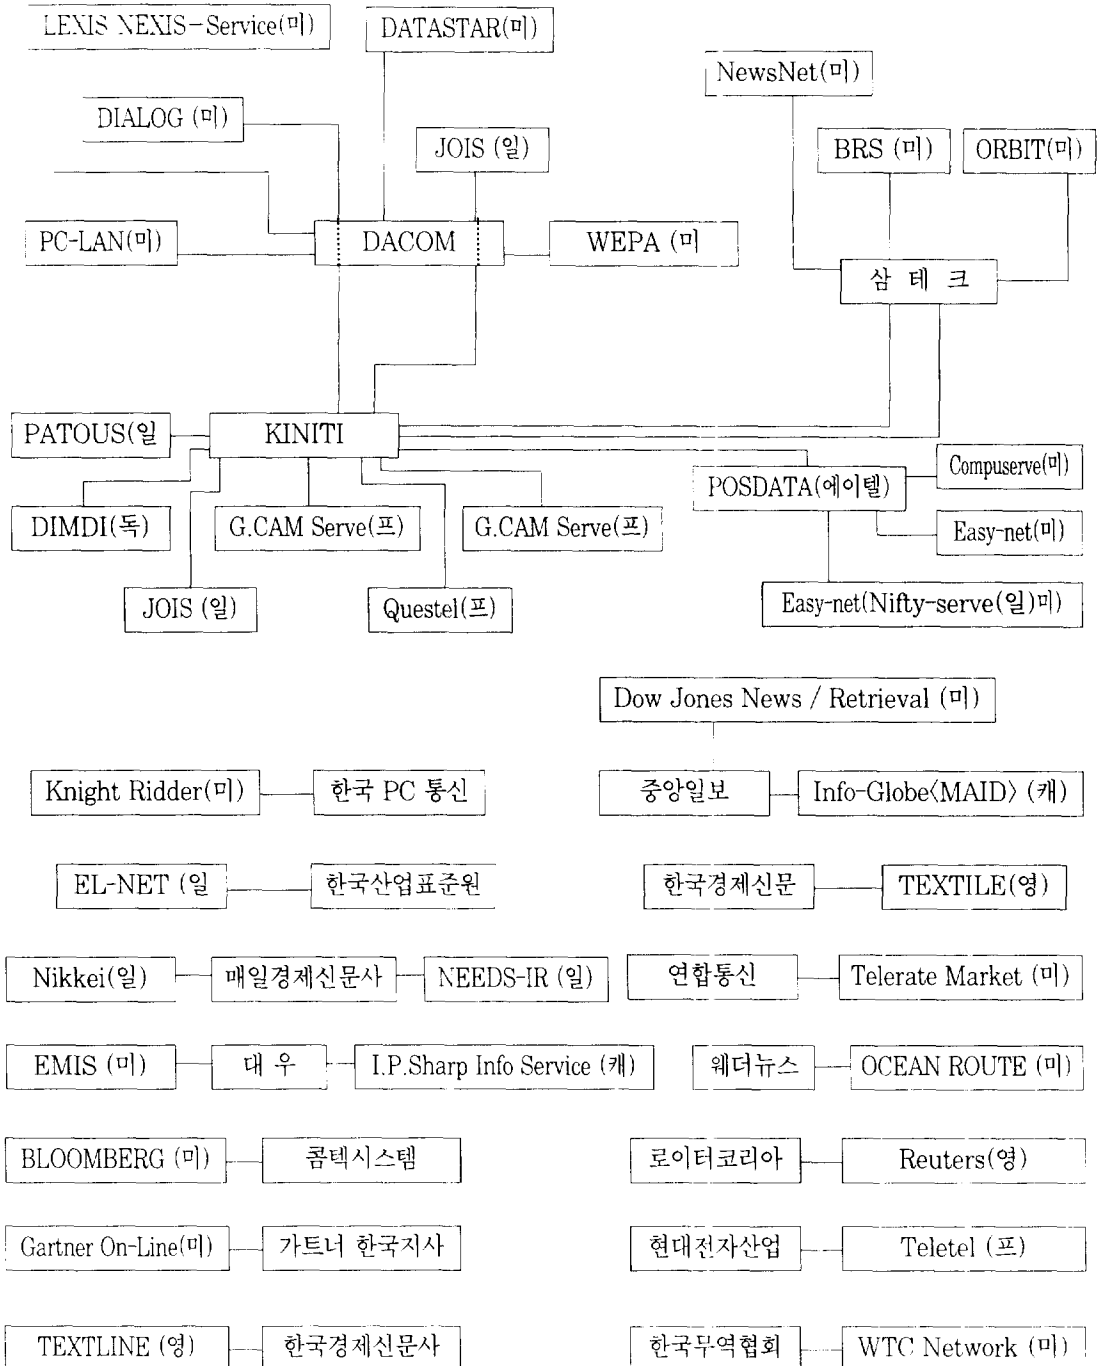 LEXIS NEXIS-Service(미)
DATASTAR(미)
NewsNet(미)
DIALOG (미)
JOIS (일)
BRS (미)
ORBIT(미)
PC-LAN(미)
DACOM
WEPA (미
삼 테 크
PATOUS(일
KINITI
POSDATA(에이텔)
Compuserve(미)
DIMDI(독)
G.CAM Serve(프)
G.CAM Serve(프)
Easy-net(미)
JOIS (일)
Questel(프)
Easy-net(Nifty-serve(일)미)
Dow Jones News / Retrieval (미)
Knight Ridder(미)
한국 PC 통신
중앙일보
Info-Globe〈MAID〉 (캐)
EL-NET (일
한국산업표준원
한국경제신문
TEXTILE(영)
Nikkei(일)
매일경제신문사
NEEDS-IR (일)
연합통신
Telerate Market (미)
EMIS (미)
대 우
I.P.Sharp Info Service (캐)
웨더뉴스
OCEAN ROUTE (미)
BLOOMBERG (미)
콤텍시스템
로이터코리아
Reuters(영)
Gartner On-Line(미)
가트너 한국지사
현대전자산업
Teletel (프)
TEXTLINE (영)
한국경제신문사
한국무역협회
WTC Network (미)